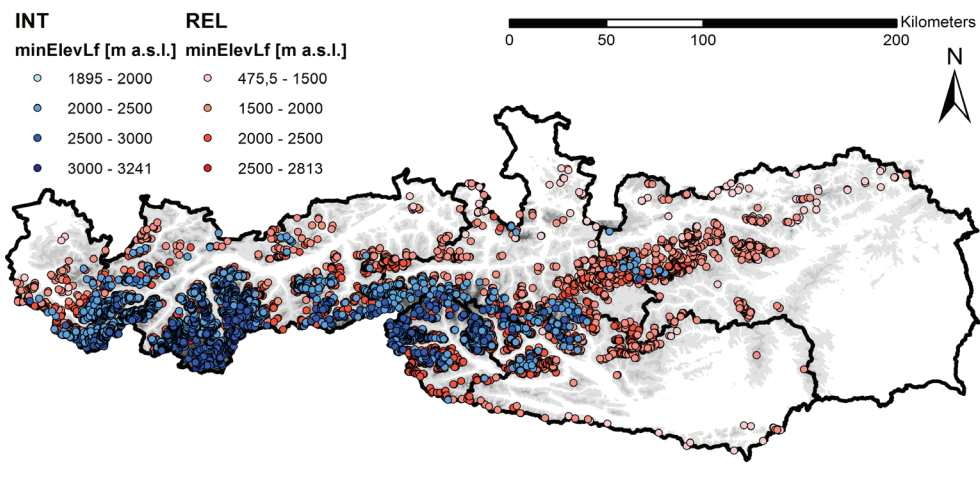 INT REL
minElevLf [m a.s.l.] minElevLf [m a.s.l.]
1895 - 2000 475,5 - 1500
2000 - 2500 1500 - 2000
2500 - 3000 2000 - 2500
3000 - 3241 2500 - 2813
Kilometers
0 50 100 200
N